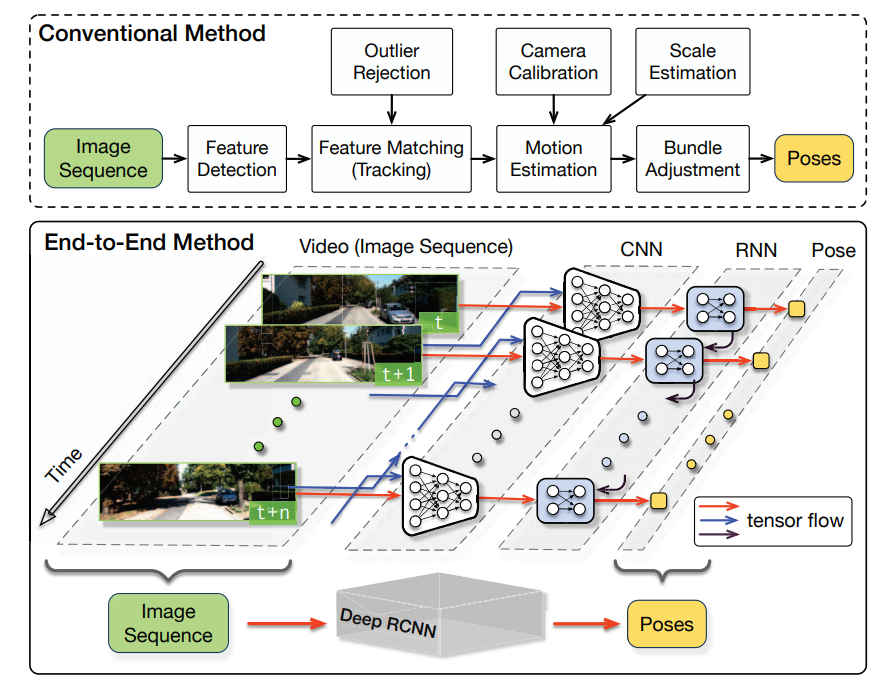 Conventional Method
Outlier
Rejection
Camera
Calibration
Scale
Estimation
Image
Sequence
Feature
Detection
Feature Matching
(Tracking)
Motion
Estimation
Bundle
Adjustment
Poses
End-to-End Method
Video (Image Sequence)
CNN
RNN
Pose
t
t+1
Time
t+n
tensor flow
Image
Sequence
Deep RCNN
Poses